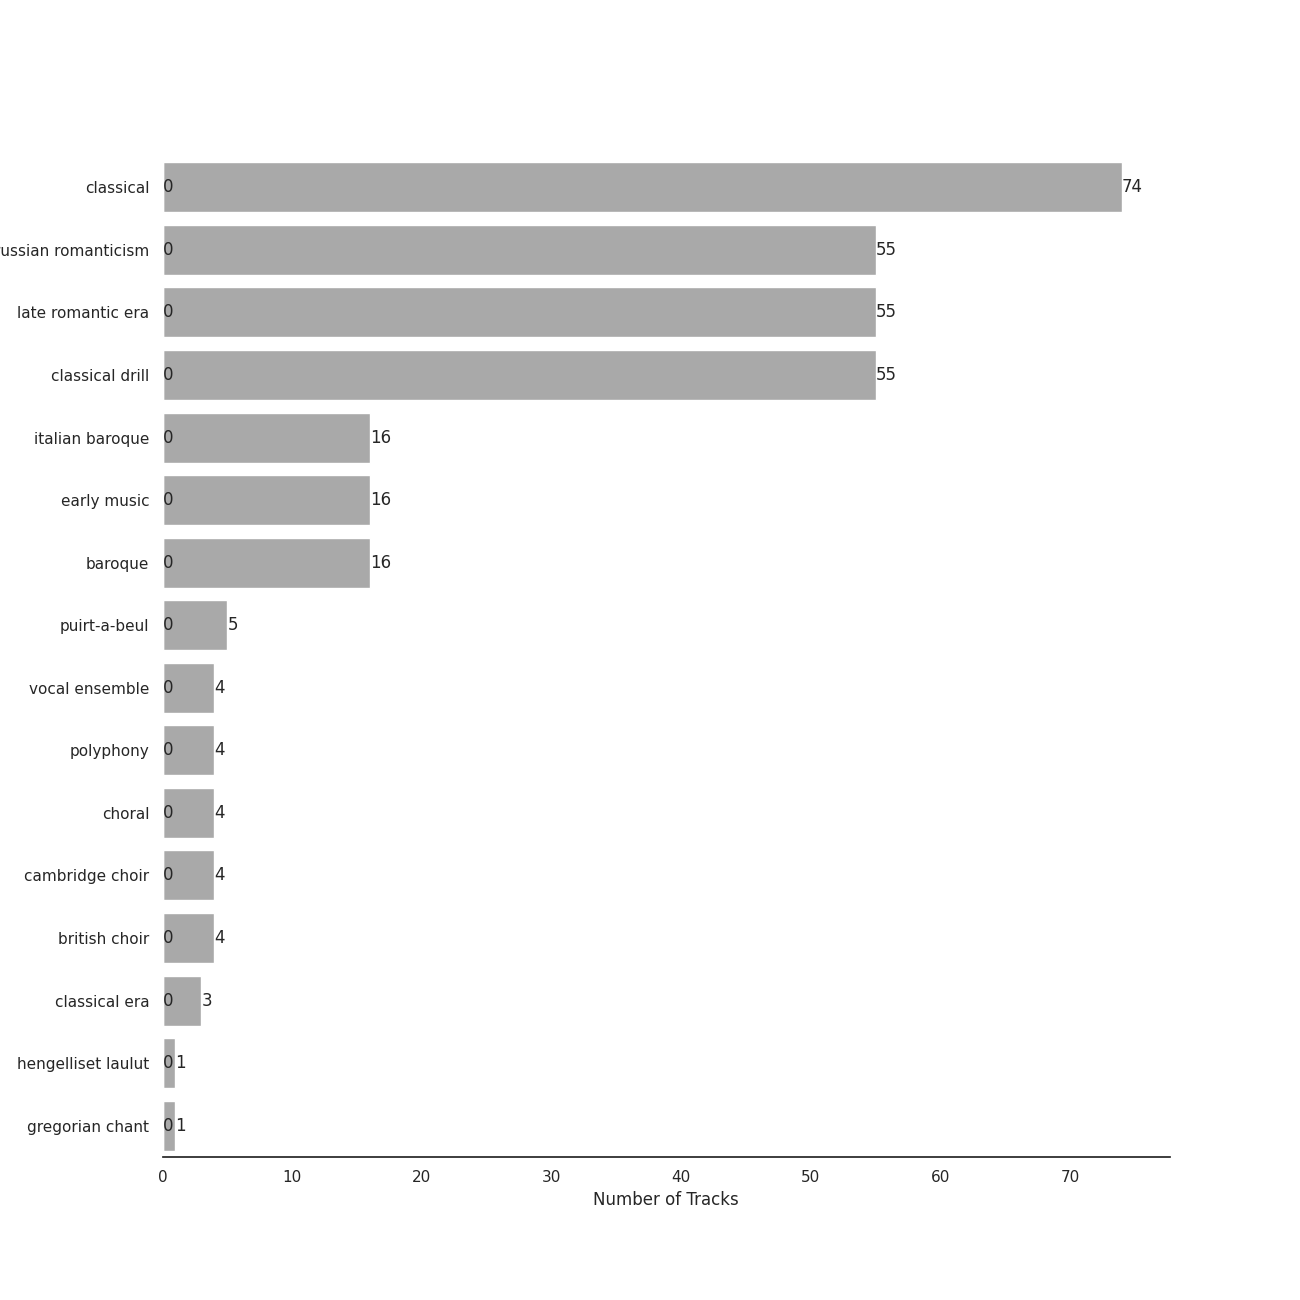 classical 0 74
ussian romanticism 0 55
late romantic era 0 55
classical drill 0 55
italian baroque 0 16
early music 0 16
baroque 0 16
puirt-a-beul 0 5
vocal ensemble 0 4
polyphony 0 4
choral 0 4
cambridge choir 0 4
british choir 0 4
classical era 0 3
hengelliset laulut 0 1
gregorian chant 0 1
0 10 20 30 40 50 60 70
Number of Tracks